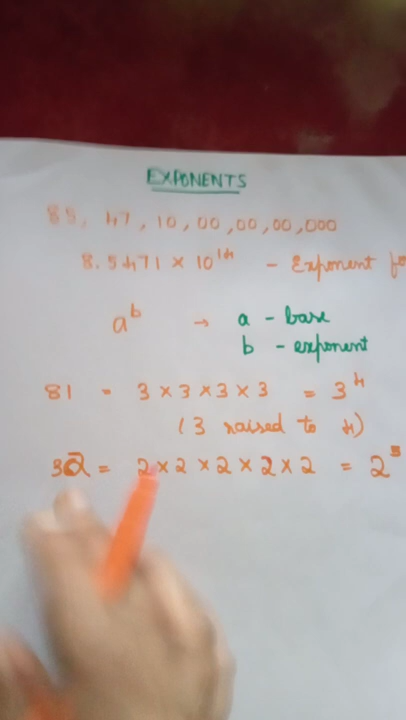 EXPONENTS
85, 47, 10, 00, 00, 00, 000
8.5471 × 10¹⁴ - Exponent
aᵇ → a - base
b - exponent
81 = 3 × 3 × 3 × 3 = 3⁴
(3 raised to 4)
32 = 2 × 2 × 2 × 2 × 2 = 2⁵